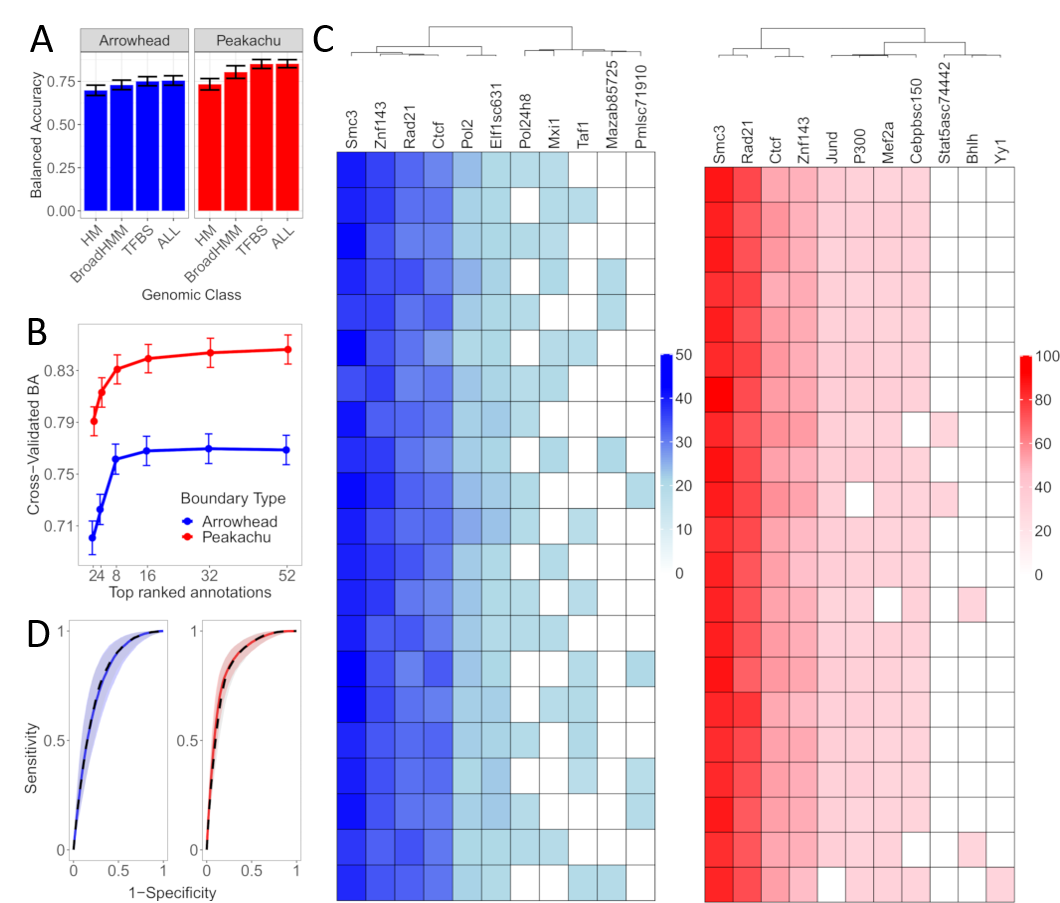 A
Arrowhead
Peakachu
Balanced Accuracy
0.75
0.50
0.25
0.00
HM
BroadHMM
TFBS
ALL
HM
BroadHMM
TFBS
ALL
Genomic Class
B
Cross−Validated BA
0.83
0.79
0.75
0.71
Boundary Type
Arrowhead
Peakachu
2 4 8 16 32 52
Top ranked annotations
C
Smc3
Znf143
Rad21
Ctcf
Pol2
Elf1sc631
Pol24h8
Mxi1
Taf1
Mazab85725
Pmlsc71910
50
40
30
20
10
0
Smc3
Rad21
Ctcf
Znf143
Jund
P300
Mef2a
Cebpbsc150
Stat5asc74442
Bhlh
Yy1
100
80
60
40
20
0
D
Sensitivity
1
0.5
0
0 0.5 1
1
0.5
0
0 0.5 1
1−Specificity